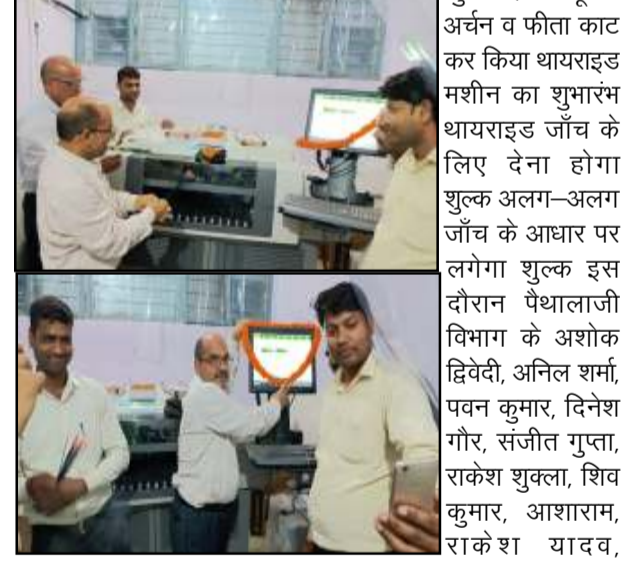 अर्चन व फीता काट
कर किया थायराइड
मशीन का शुभारंभ
थायराइड जाँच के
लिए देना होगा
शुल्क अलग–अलग
जाँच के आधार पर
लगेगा शुल्क इस
दौरान पैथालाजी
विभाग के अशोक
द्विवेदी, अनिल शर्मा,
पवन कुमार, दिनेश
गौर, संजीत गुप्ता,
राकेश शुक्ला, शिव
कुमार, आशाराम,
राकेश यादव,